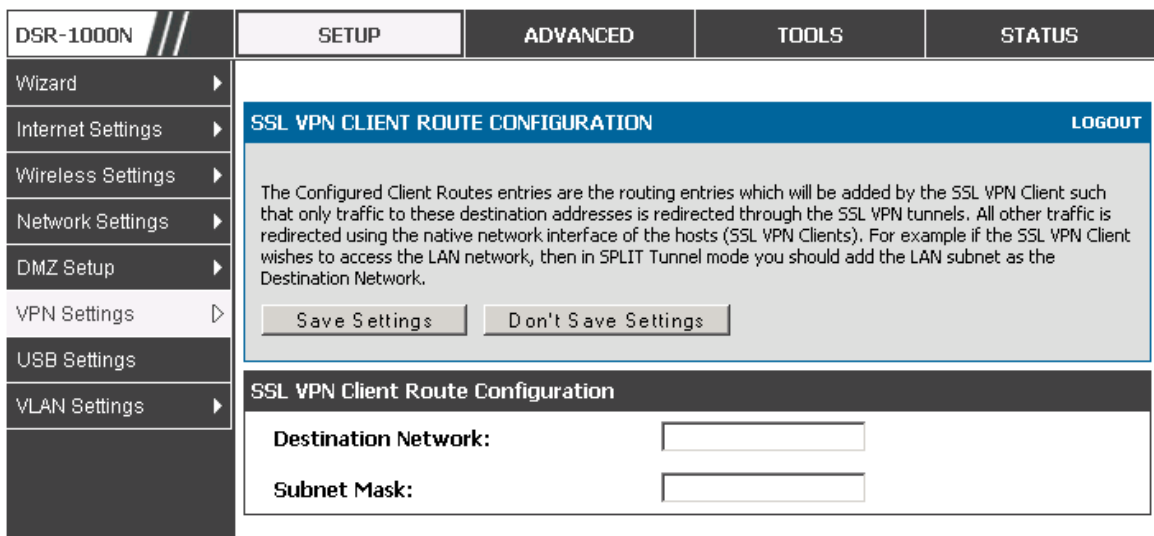 DSR-1000N
SETUP
ADVANCED
TOOLS
STATUS
Wizard
Internet Settings
Wireless Settings
Network Settings
DMZ Setup
VPN Settings
USB Settings
VLAN Settings
SSL VPN CLIENT ROUTE CONFIGURATION
LOGOUT
The Configured Client Routes entries are the routing entries which will be added by the SSL VPN Client such
that only traffic to these destination addresses is redirected through the SSL VPN tunnels. All other traffic is
redirected using the native network interface of the hosts (SSL VPN Clients). For example if the SSL VPN Client
wishes to access the LAN network, then in SPLIT Tunnel mode you should add the LAN subnet as the
Destination Network.
Save Settings
Don't Save Settings
SSL VPN Client Route Configuration
Destination Network:
Subnet Mask: